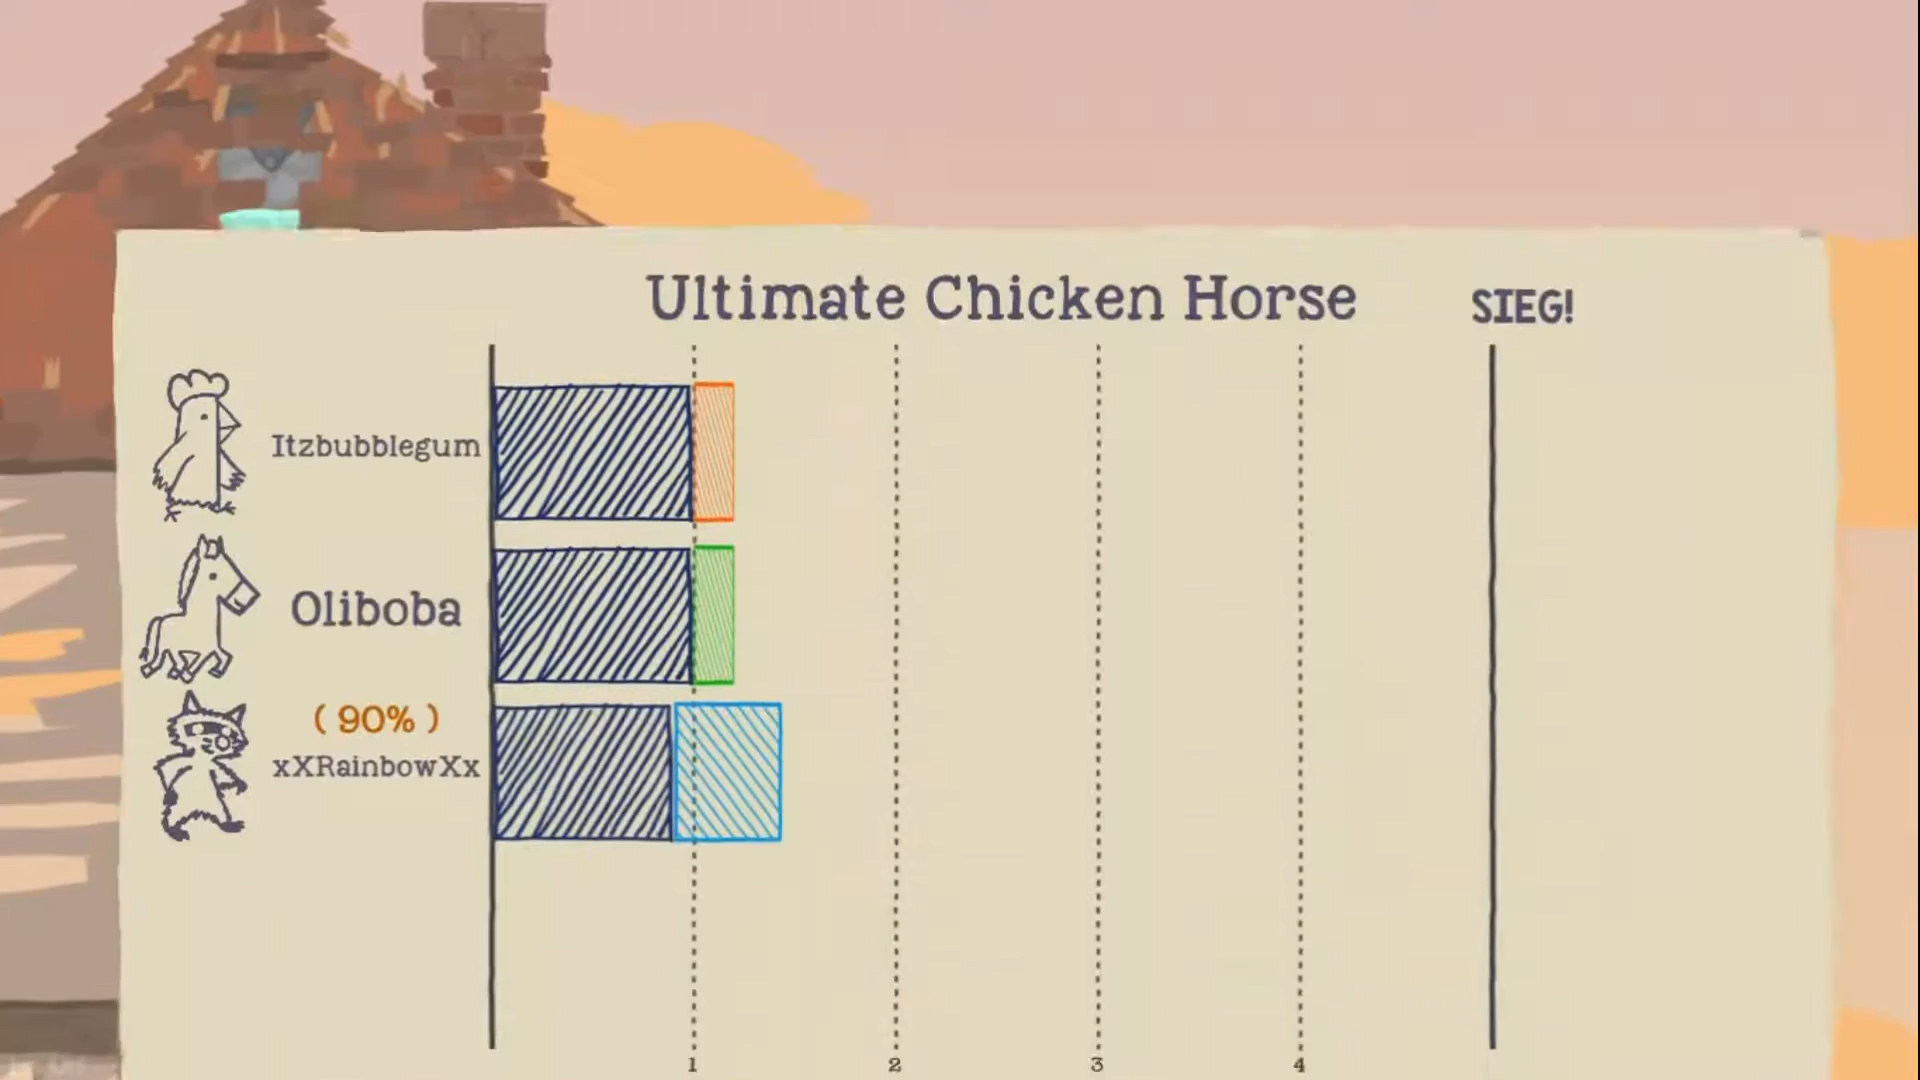 Ultimate Chicken Horse
SIEG!
Itzbubblegum
Oliboba
( 90% )
xXRainbowXx
1 2 3 4